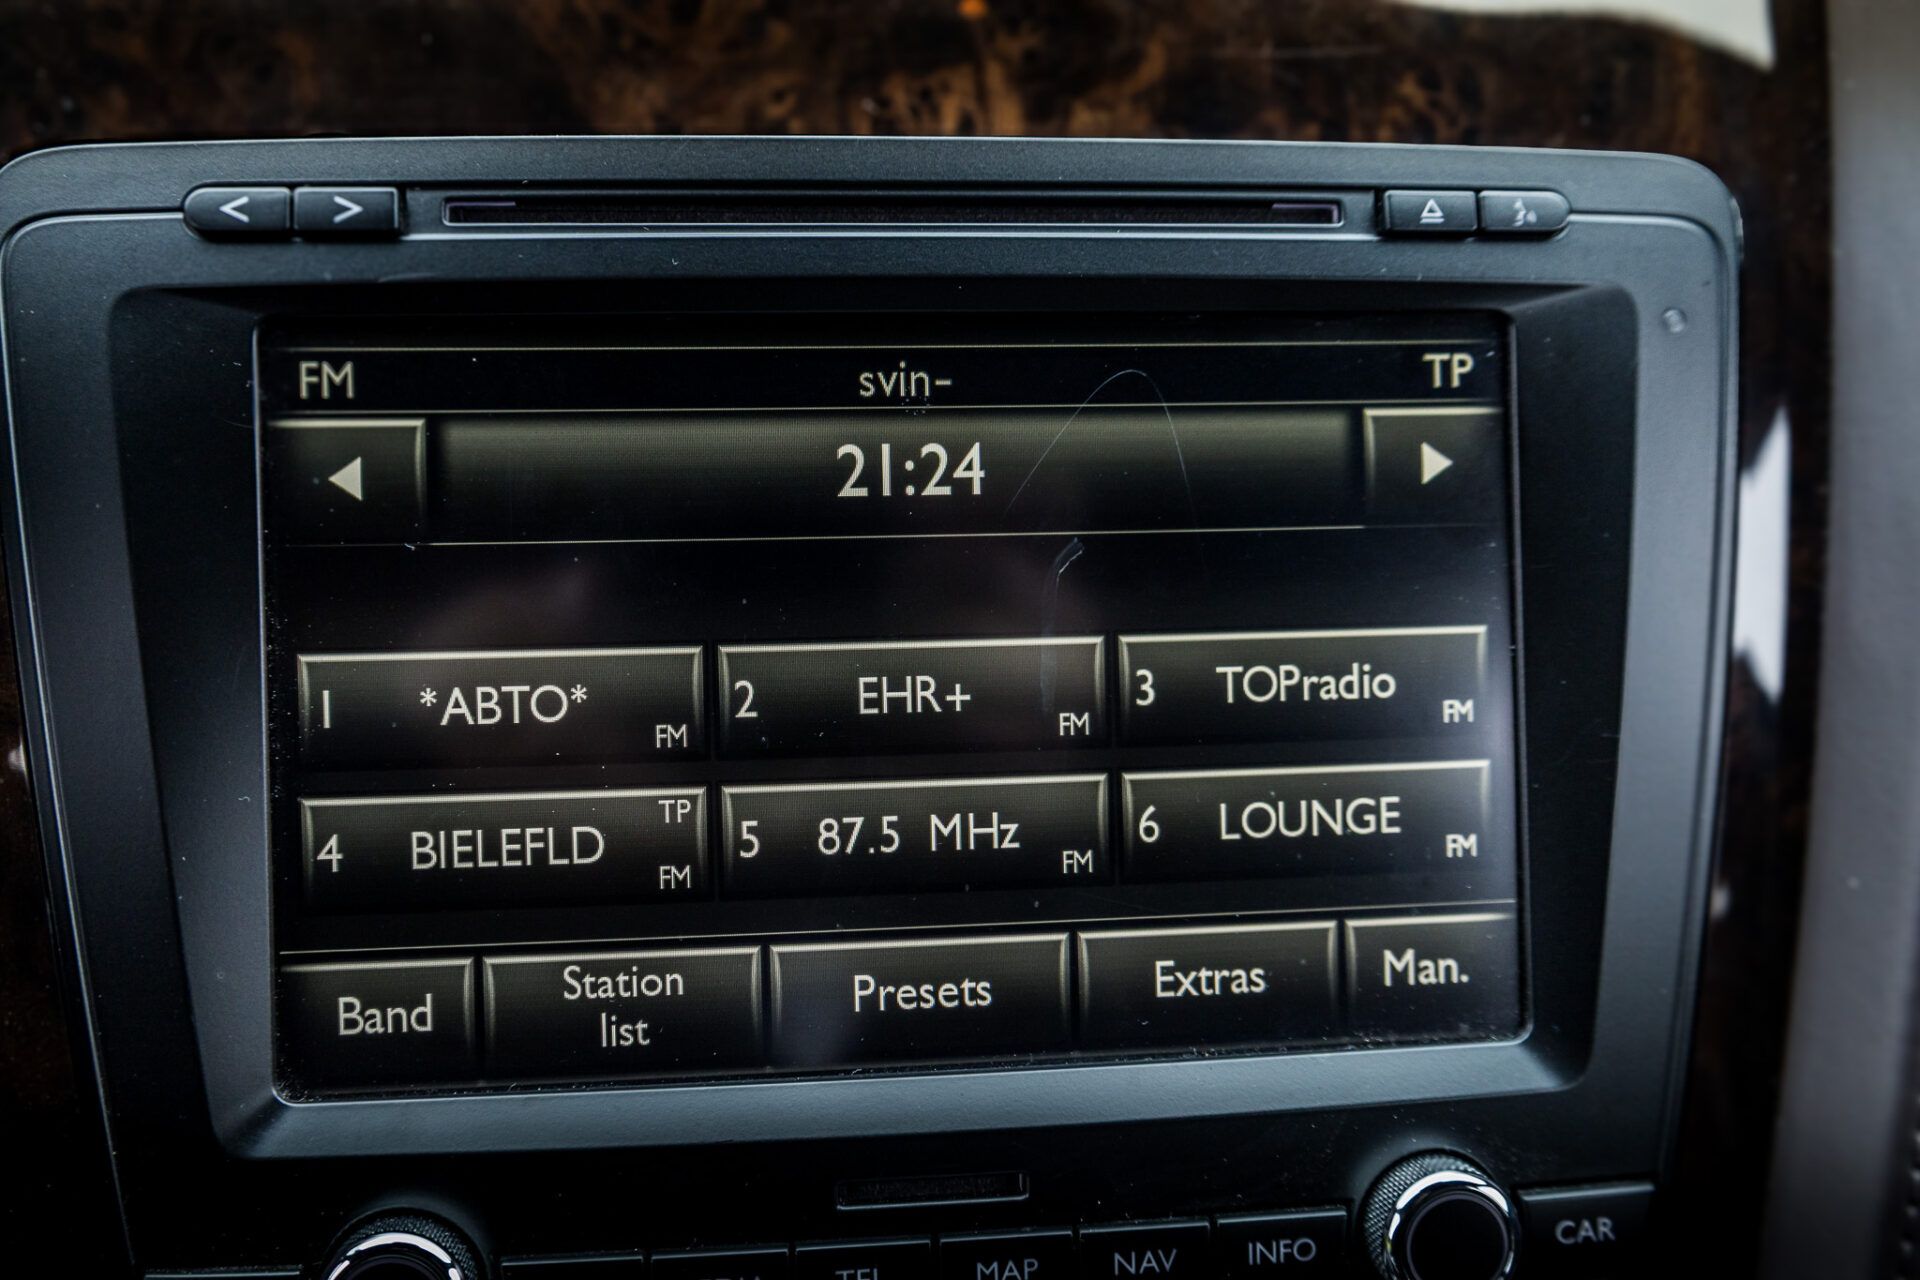 < >
FM svin- TP
21:24
1 *ABTO* FM
2 EHR+ FM
3 TOPradio FM
4 BIELEFLD TP FM
5 87.5 MHz FM
6 LOUNGE FM
Band
Station
list
Presets
Extras
Man.
TEL MAP NAV INFO CAR